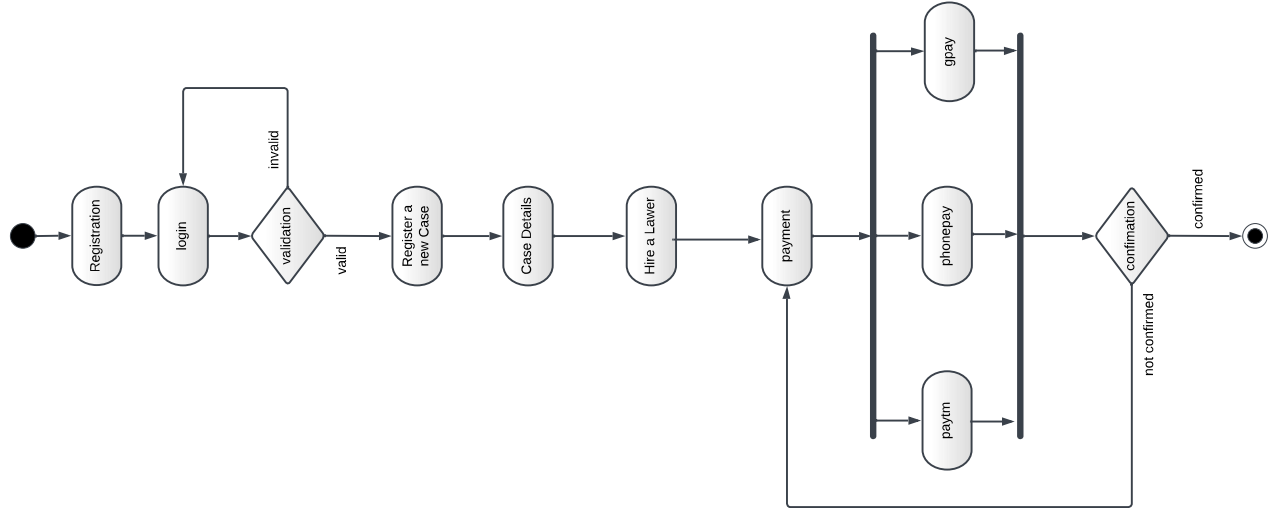 Registration
login
invalid
validation
valid
Register a
new Case
Case Details
Hire a Lawer
payment
gpay
phonepay
paytm
confimation
confirmed
not confirmed